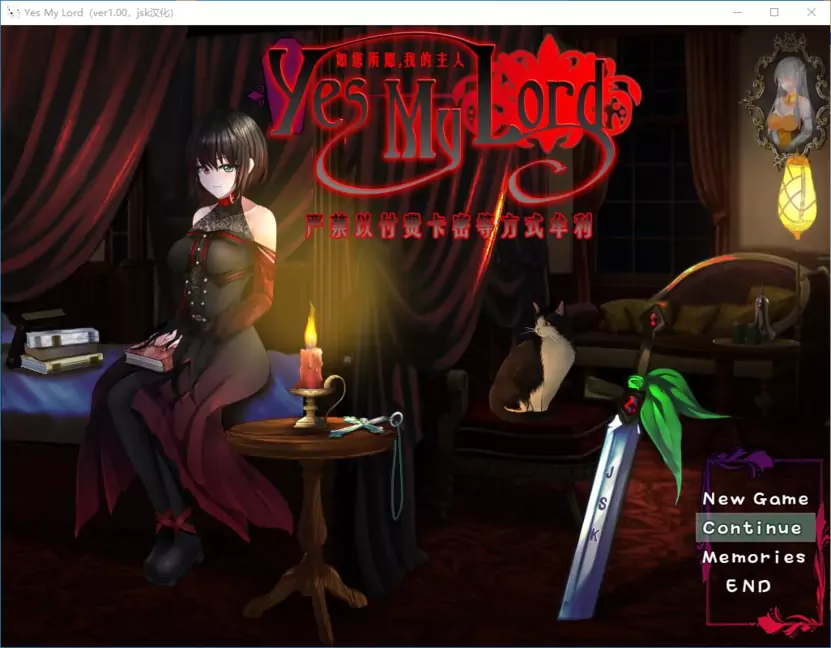 Yes My Lord (ver1.00, jsk汉化)
如您所愿,我的主人
Yes My Lord
严禁以付费卡密等方式牟利
JSK
New Game
Continue
Memories
END